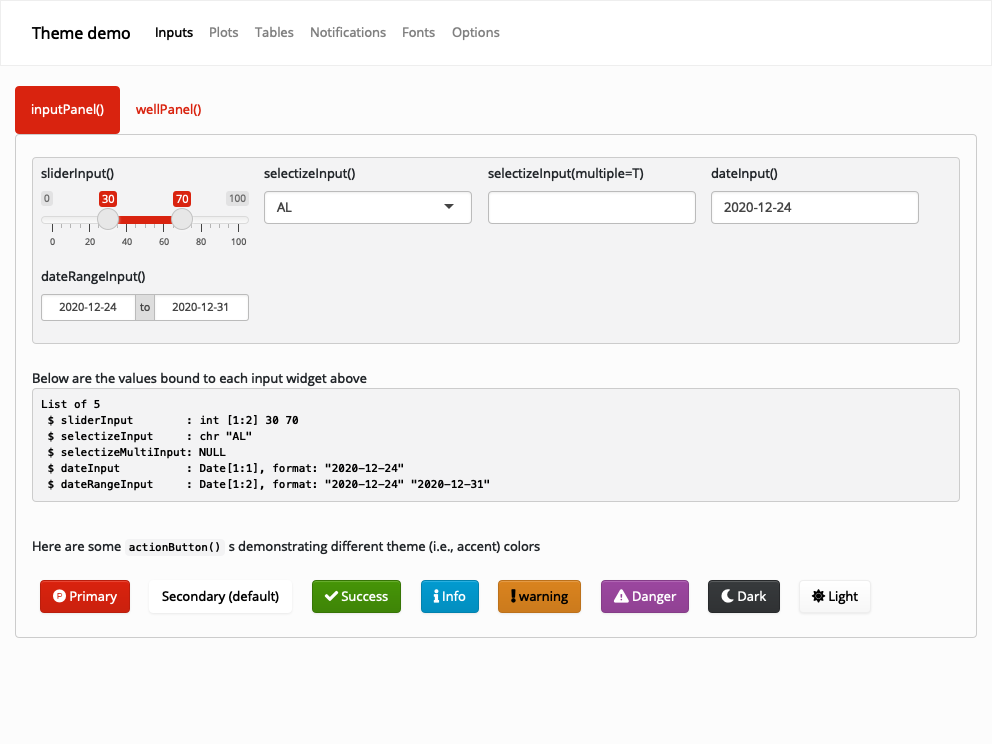 Theme demo Inputs Plots Tables Notifications Fonts Options
inputPanel() wellPanel()
sliderInput() selectizeInput() selectizeInput(multiple=T) dateInput()
0 30 70 100
AL 2020-12-24
0 20 40 60 80 100
dateRangeInput()
2020-12-24 to 2020-12-31
Below are the values bound to each input widget above
List of 5
$ sliderInput : int [1:2] 30 70
$ selectizeInput : chr "AL"
$ selectizeMultiInput: NULL
$ dateInput : Date[1:1], format: "2020-12-24"
$ dateRangeInput : Date[1:2], format: "2020-12-24" "2020-12-31"
Here are some actionButton() s demonstrating different theme (i.e., accent) colors
Primary Secondary (default) Success Info warning Danger Dark Light